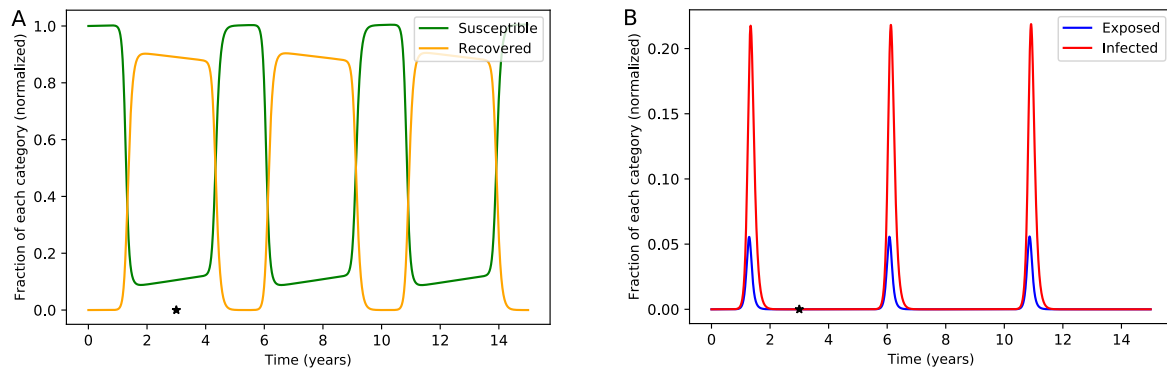 A
Fraction of each category (normalized)
1.0
0.8
0.6
0.4
0.2
0.0
0 2 4 6 8 10 12 14
Time (years)
Susceptible
Recovered
B
Fraction of each category (normalized)
0.20
0.15
0.10
0.05
0.00
0 2 4 6 8 10 12 14
Time (years)
Exposed
Infected